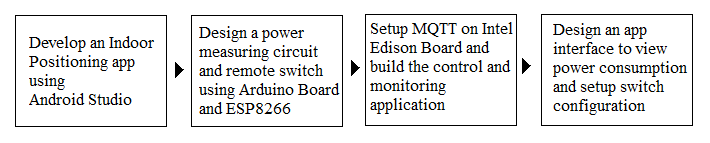 Develop an Indoor
Positioning app
using
Android Studio
Design a power
measuring circuit
and remote switch
using Arduino Board
and ESP8266
Setup MQTT on Intel
Edison Board and
build the control and
monitoring
application
Design an app
interface to view
power consumption
and setup switch
configuration